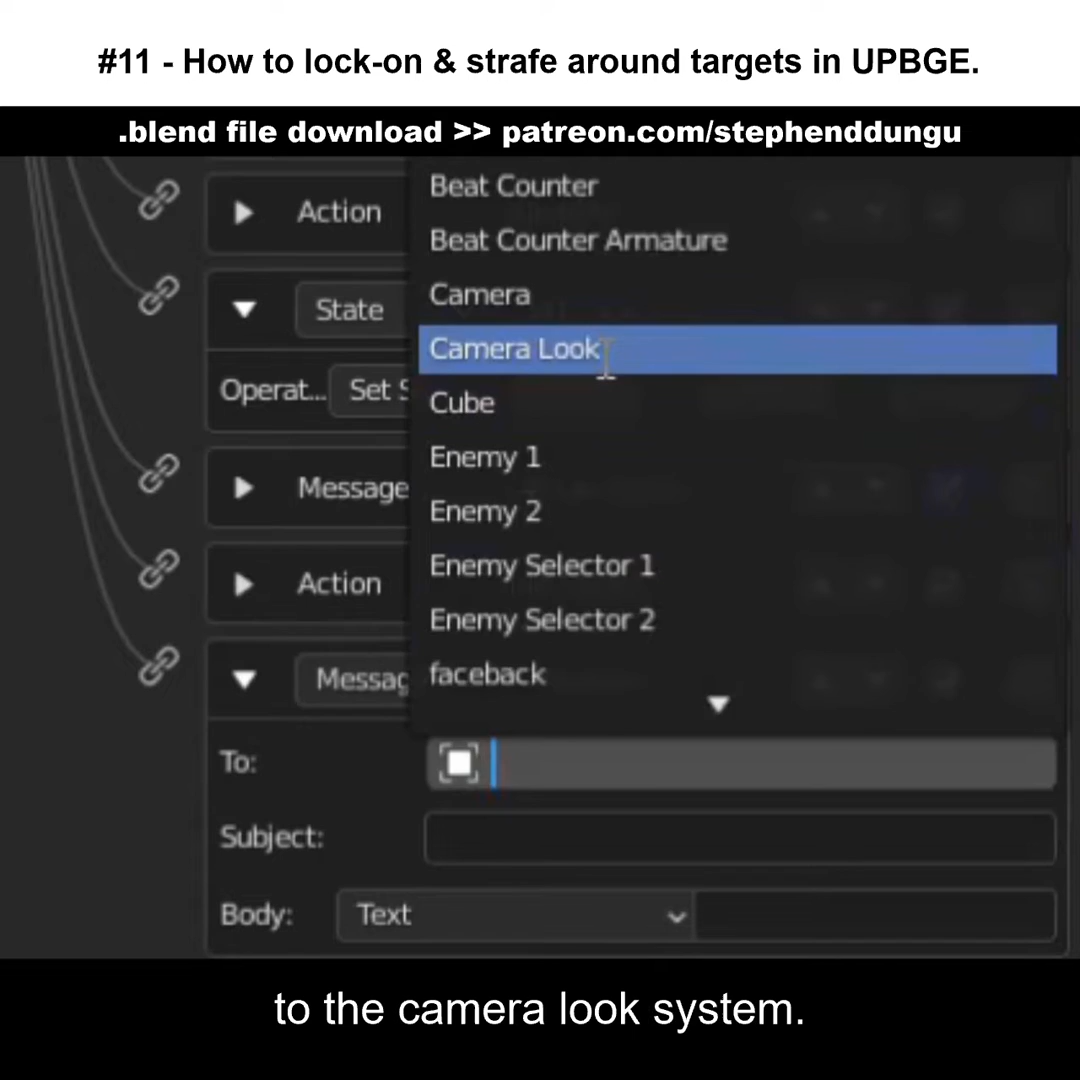 #11 - How to lock-on & strafe around targets in UPBGE.
.blend file download >> patreon.com/stephenddungu
Beat Counter
Action
Beat Counter Armature
Camera
State
Camera Look
Operat... Set S
Cube
Enemy 1
Message
Enemy 2
Enemy Selector 1
Action
Enemy Selector 2
faceback
Messag
To:
Subject:
Body: Text
to the camera look system.